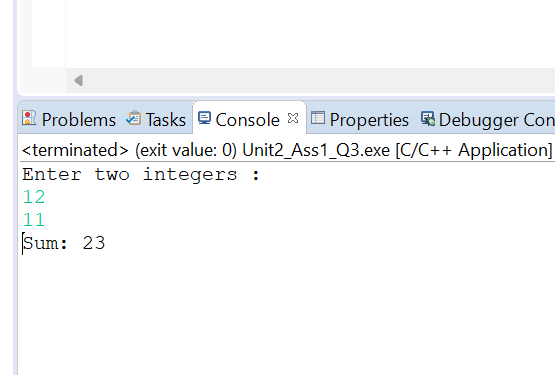 Problems Tasks Console Properties Debugger Con
<terminated> (exit value: 0) Unit2_Ass1_Q3.exe [C/C++ Application]
Enter two integers :
12
11
Sum: 23